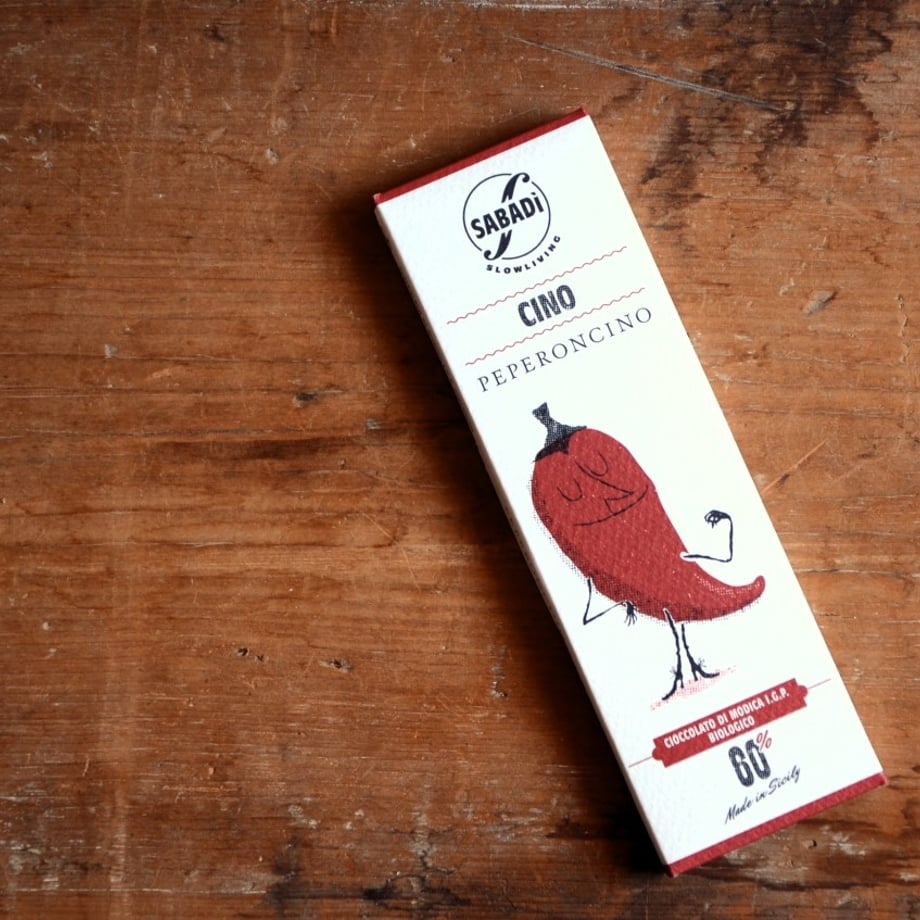 SABADÌ
SLOWLIVING
CINO
PEPERONCINO
CIOCCOLATO DI MODICA I.G.P.
BIOLOGICO
60%
Made in Sicily